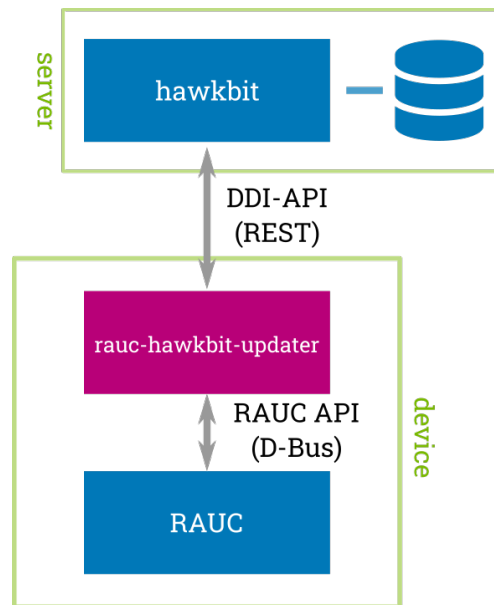 server
hawkbit
DDI-API
(REST)
rauc-hawkbit-updater
RAUC API
(D-Bus)
device
RAUC